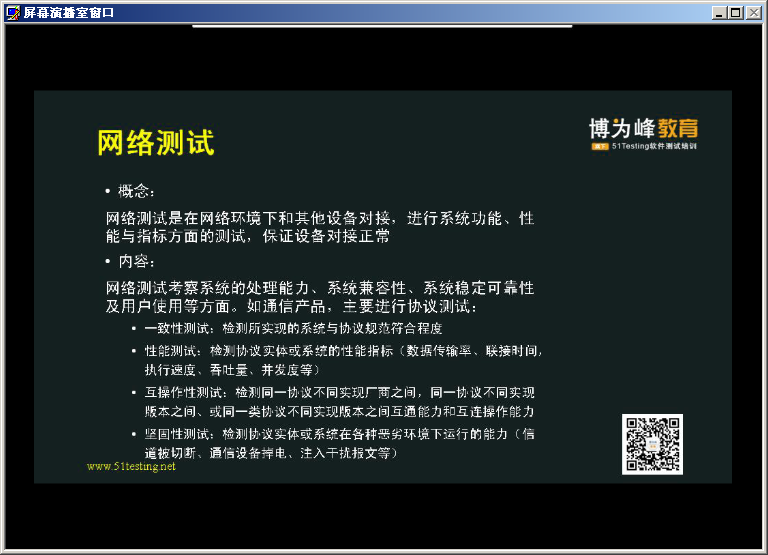 屏幕演播室窗口
博为峰教育
51Testing软件测试培训
网络测试
• 概念：
网络测试是在网络环境下和其他设备对接，进行系统功能、性
能与指标方面的测试，保证设备对接正常
• 内容：
网络测试考察系统的处理能力、系统兼容性、系统稳定可靠性
及用户使用等方面。如通信产品，主要进行协议测试：
• 一致性测试：检测所实现的系统与协议规范符合程度
• 性能测试：检测协议实体或系统的性能指标（数据传输率、联接时间，
执行速度、吞吐量、并发度等）
• 互操作性测试：检测同一协议不同实现厂商之间，同一协议不同实现
版本之间、或同一类协议不同实现版本之间互通能力和互连操作能力
• 坚固性测试：检测协议实体或系统在各种恶劣环境下运行的能力（信
道被切断、通信设备掉电、注入干扰报文等）
www.51testing.net